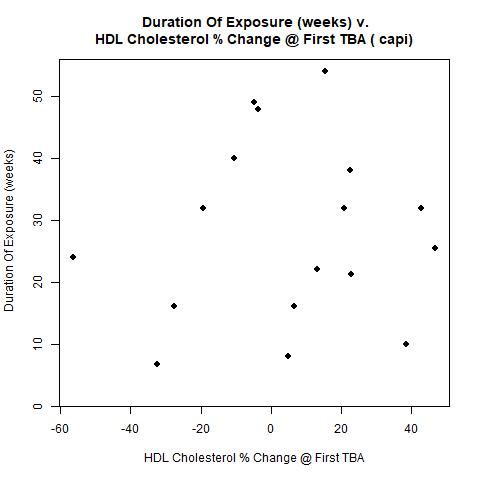 Duration Of Exposure (weeks) v.
HDL Cholesterol % Change @ First TBA ( capi)
Duration Of Exposure (weeks)
50
40
30
20
10
0
-60 -40 -20 0 20 40
HDL Cholesterol % Change @ First TBA